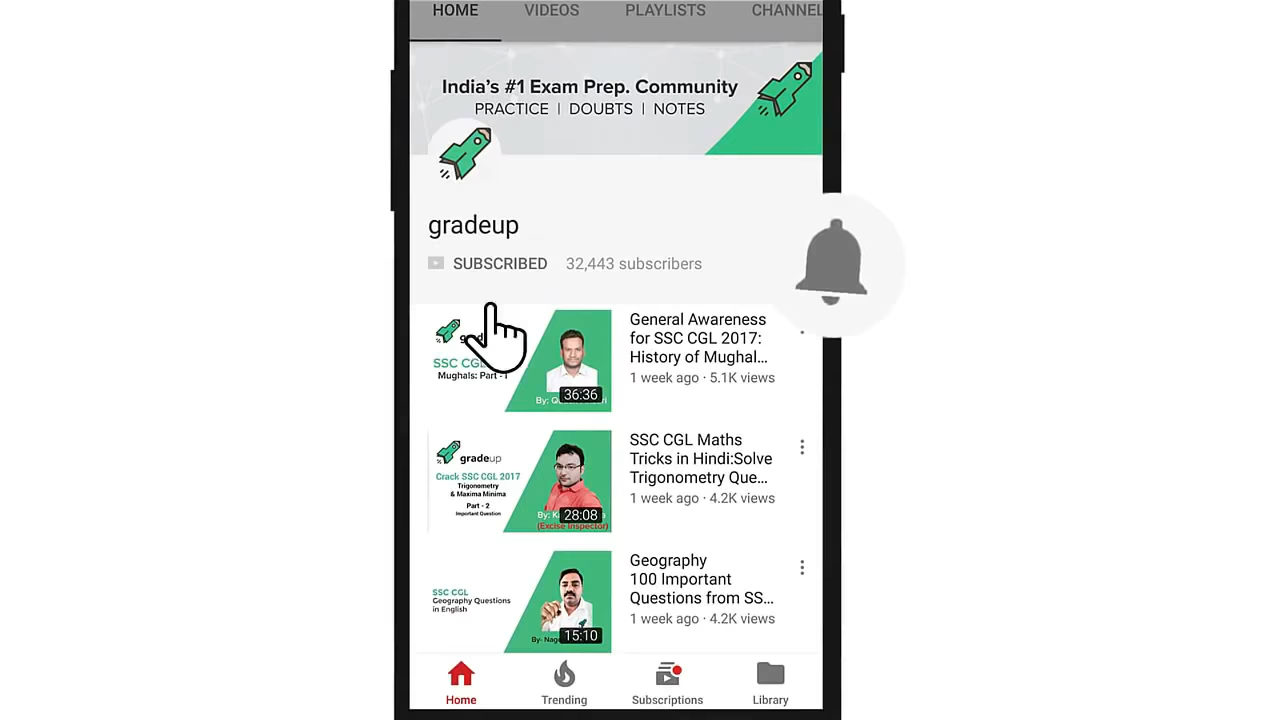 HOME VIDEOS PLAYLISTS CHANNEL
India's #1 Exam Prep. Community
PRACTICE | DOUBTS | NOTES
gradeup
SUBSCRIBED 32,443 subscribers
SSC CGL
Mughals: Part -1
By:
36:36
General Awareness
for SSC CGL 2017:
History of Mughal...
1 week ago · 5.1K views
gradeup
Crack SSC CGL 2017
Trigonometry
& Maxima Minima
Part - 2
Important Question
By:
28:08
(Excise Inspector)
SSC CGL Maths
Tricks in Hindi:Solve
Trigonometry Que...
1 week ago · 4.2K views
SSC CGL
Geography Questions
in English
By-
15:10
Geography
100 Important
Questions from SS...
1 week ago · 4.2K views
Home Trending Subscriptions Library